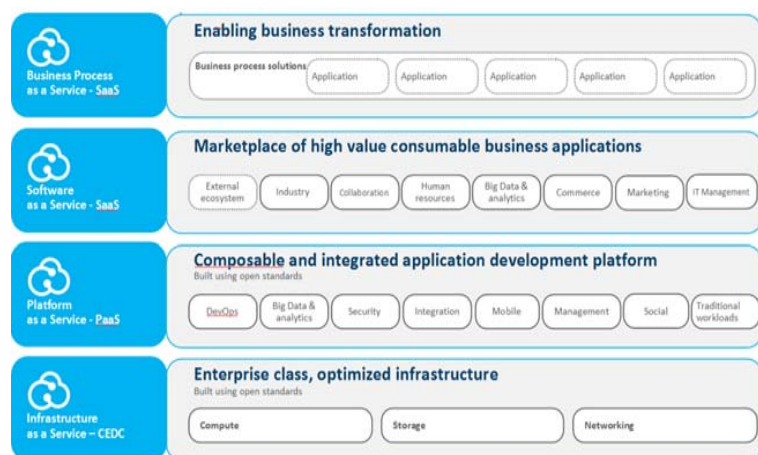 Business Process
as a Service - SaaS
Enabling business transformation
Business process solutions
Application
Application
Application
Application
Application
Software
as a Service - SaaS
Marketplace of high value consumable business applications
External
ecosystem
Industry
Collaboration
Human
resources
Big Data &
analytics
Commerce
Marketing
IT Management
Platform
as a Service - PaaS
Composable and integrated application development platform
Built using open standards
DevOps
Big Data &
analytics
Security
Integration
Mobile
Management
Social
Traditional
workloads
Infrastructure
as a Service – CEDC
Enterprise class, optimized infrastructure
Built using open standards
Compute
Storage
Networking